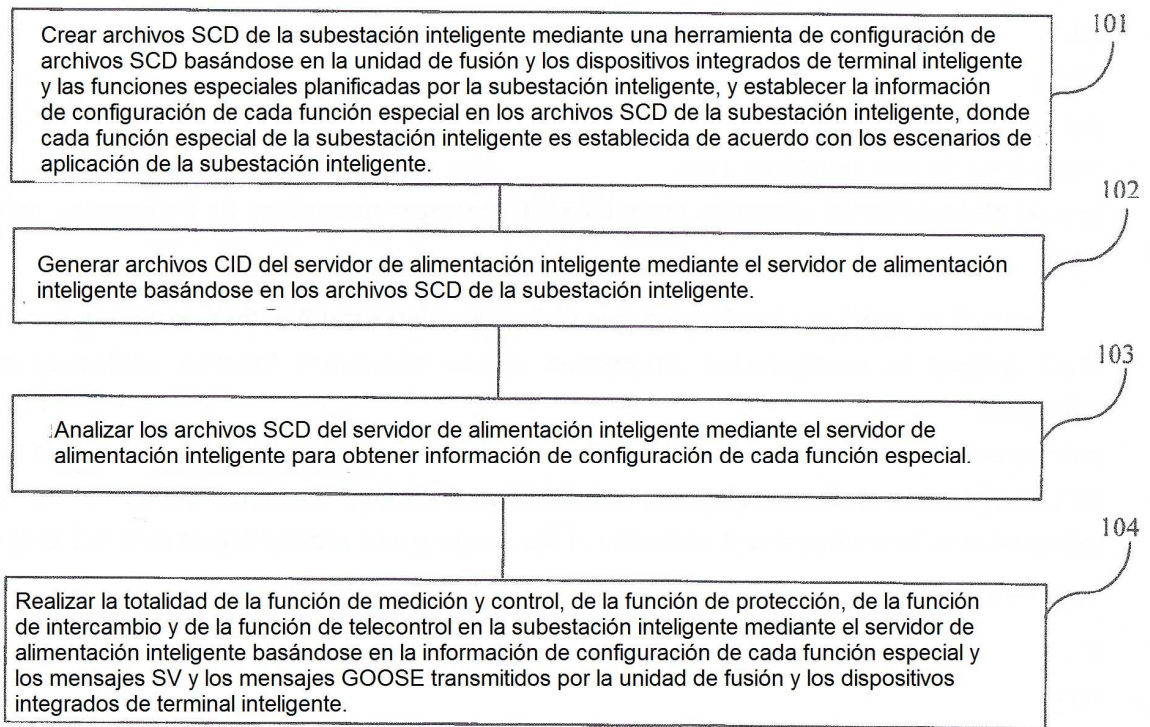 101
Crear archivos SCD de la subestación inteligente mediante una herramienta de configuración de
archivos SCD basándose en la unidad de fusión y los dispositivos integrados de terminal inteligente
y las funciones especiales planificadas por la subestación inteligente, y establecer la información
de configuración de cada función especial en los archivos SCD de la subestación inteligente, donde
cada función especial de la subestación inteligente es establecida de acuerdo con los escenarios de
aplicación de la subestación inteligente.
102
Generar archivos CID del servidor de alimentación inteligente mediante el servidor de alimentación
inteligente basándose en los archivos SCD de la subestación inteligente.
103
Analizar los archivos SCD del servidor de alimentación inteligente mediante el servidor de
alimentación inteligente para obtener información de configuración de cada función especial.
104
Realizar la totalidad de la función de medición y control, de la función de protección, de la función
de intercambio y de la función de telecontrol en la subestación inteligente mediante el servidor de
alimentación inteligente basándose en la información de configuración de cada función especial y
los mensajes SV y los mensajes GOOSE transmitidos por la unidad de fusión y los dispositivos
integrados de terminal inteligente.